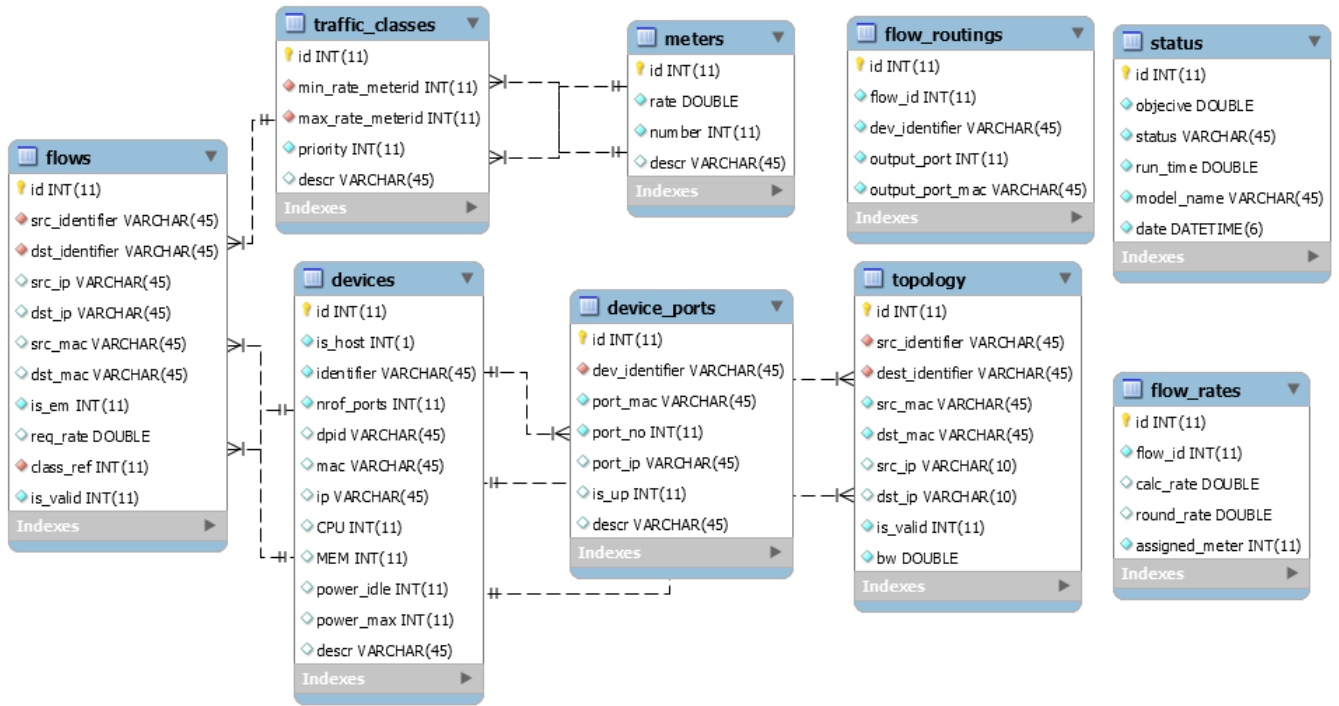 traffic_classes
id INT(11)
min_rate_meterid INT(11)
max_rate_meterid INT(11)
priority INT(11)
descr VARCHAR(45)
Indexes
meters
id INT(11)
rate DOUBLE
number INT(11)
descr VARCHAR(45)
Indexes
flow_routings
id INT(11)
flow_id INT(11)
dev_identifier VARCHAR(45)
output_port INT(11)
output_port_mac VARCHAR(45)
Indexes
status
id INT(11)
objecive DOUBLE
status VARCHAR(45)
run_time DOUBLE
model_name VARCHAR(45)
date DATETIME(6)
Indexes
flows
id INT(11)
src_identifier VARCHAR(45)
dst_identifier VARCHAR(45)
src_ip VARCHAR(45)
dst_ip VARCHAR(45)
src_mac VARCHAR(45)
dst_mac VARCHAR(45)
is_em INT(11)
req_rate DOUBLE
class_ref INT(11)
is_valid INT(11)
Indexes
devices
id INT(11)
is_host INT(1)
identifier VARCHAR(45)
nrof_ports INT(11)
dpid VARCHAR(45)
mac VARCHAR(45)
ip VARCHAR(45)
CPU INT(11)
MEM INT(11)
power_idle INT(11)
power_max INT(11)
descr VARCHAR(45)
Indexes
device_ports
id INT(11)
dev_identifier VARCHAR(45)
port_mac VARCHAR(45)
port_no INT(11)
port_ip VARCHAR(45)
is_up INT(11)
descr VARCHAR(45)
Indexes
topology
id INT(11)
src_identifier VARCHAR(45)
dest_identifier VARCHAR(45)
src_mac VARCHAR(45)
dst_mac VARCHAR(45)
src_ip VARCHAR(10)
dst_ip VARCHAR(10)
is_valid INT(11)
bw DOUBLE
Indexes
flow_rates
id INT(11)
flow_id INT(11)
calc_rate DOUBLE
round_rate DOUBLE
assigned_meter INT(11)
Indexes